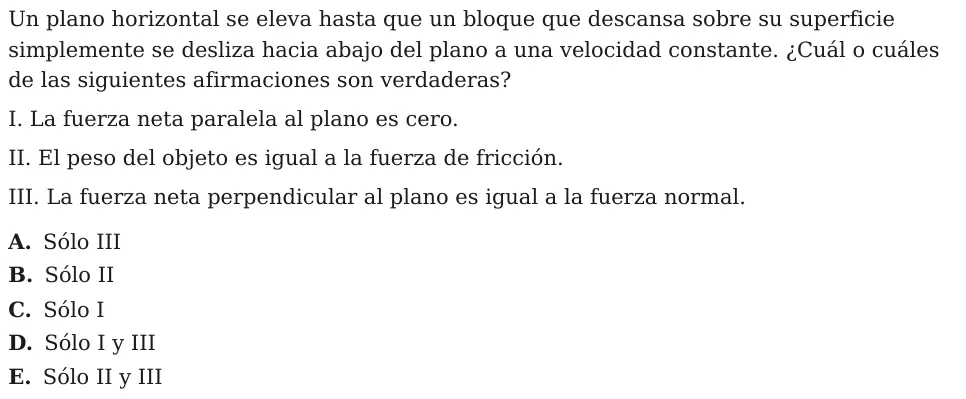 Un plano horizontal se eleva hasta que un bloque que descansa sobre su superficie
simplemente se desliza hacia abajo del plano a una velocidad constante. ¿Cuál o cuáles
de las siguientes afirmaciones son verdaderas?
I. La fuerza neta paralela al plano es cero.
II. El peso del objeto es igual a la fuerza de fricción.
III. La fuerza neta perpendicular al plano es igual a la fuerza normal.
A. Sólo III
B. Sólo II
C. Sólo I
D. Sólo I y III
E. Sólo II y III